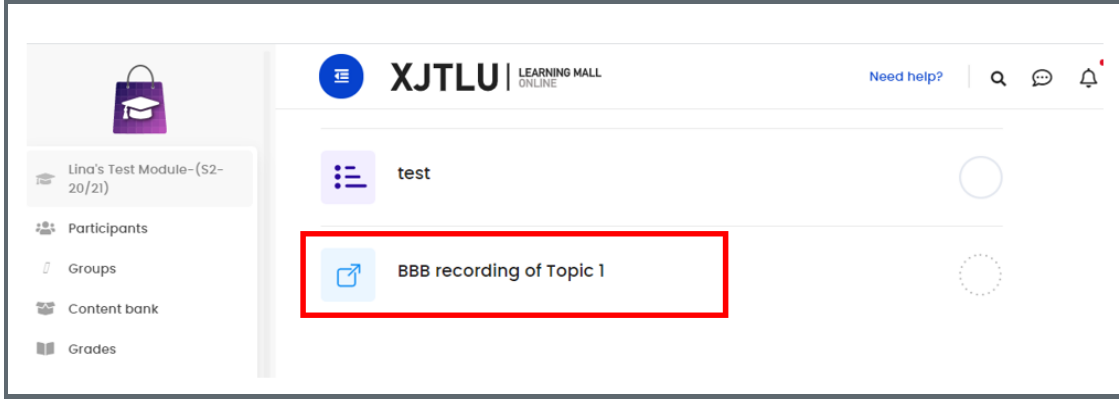 XJTLU | LEARNING MALL
ONLINE
Need help?
Lina's Test Module-(S2-
20/21)
Participants
Groups
Content bank
Grades
test
BBB recording of Topic 1